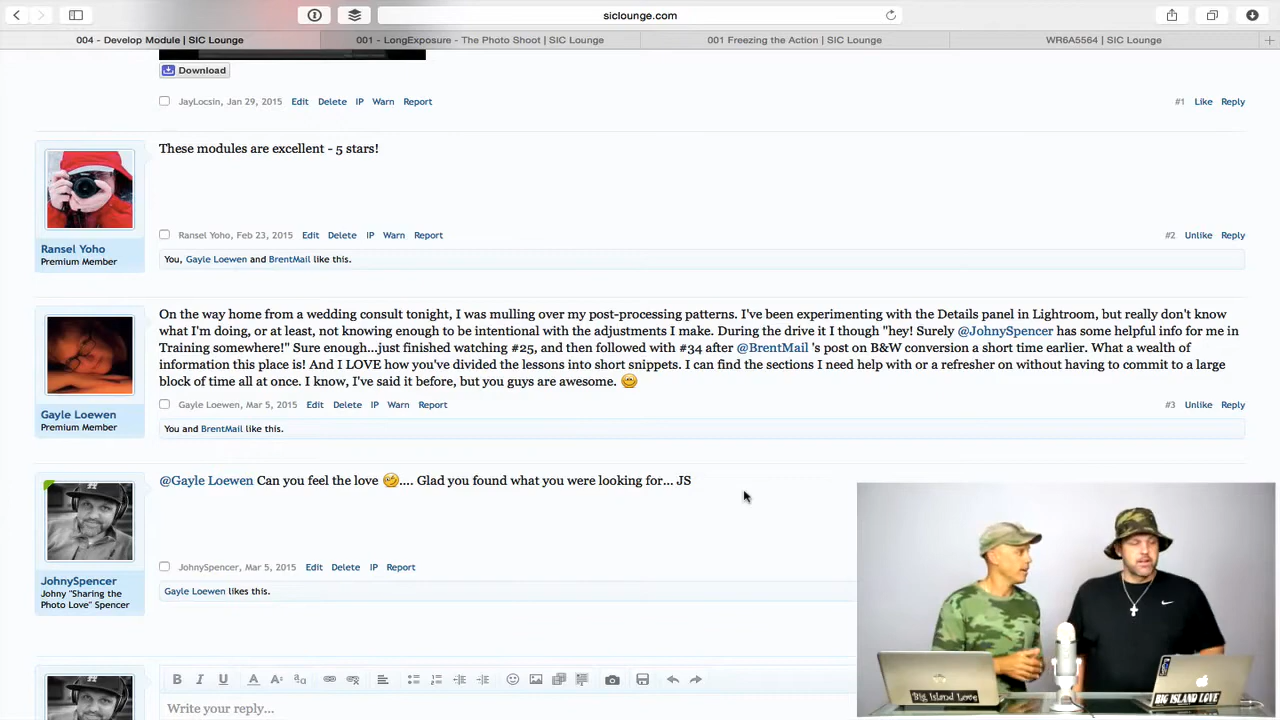 siclounge.com
004 - Develop Module | SIC Lounge
001 - LongExposure - The Photo Shoot | SIC Lounge
001 Freezing the Action | SIC Lounge
WR6A5564 | SIC Lounge
Download
JayLocsin, Jan 29, 2015 Edit Delete IP Warn Report #1 Like Reply
These modules are excellent - 5 stars!
Ransel Yoho, Feb 23, 2015 Edit Delete IP Warn Report #2 Unlike Reply
Ransel Yoho
Premium Member
You, Gayle Loewen and BrentMail like this.
On the way home from a wedding consult tonight, I was mulling over my post-processing patterns. I've been experimenting with the Details panel in Lightroom, but really don't know
what I'm doing, or at least, not knowing enough to be intentional with the adjustments I make. During the drive it I though "hey! Surely @JohnySpencer has some helpful info for me in
Training somewhere!" Sure enough...just finished watching #25, and then followed with #34 after @BrentMail 's post on B&W conversion a short time earlier. What a wealth of
information this place is! And I LOVE how you've divided the lessons into short snippets. I can find the sections I need help with or a refresher on without having to commit to a large
block of time all at once. I know, I've said it before, but you guys are awesome.
Gayle Loewen, Mar 5, 2015 Edit Delete IP Warn Report #3 Unlike Reply
Gayle Loewen
Premium Member
You and BrentMail like this.
@Gayle Loewen Can you feel the love .... Glad you found what you were looking for... JS
JohnySpencer, Mar 5, 2015 Edit Delete IP Report
JohnySpencer
Johny "Sharing the
Photo Love" Spencer
Gayle Loewen likes this.
B I U A A
Write your reply...
Big Island Love
BIG ISLAND LOVE